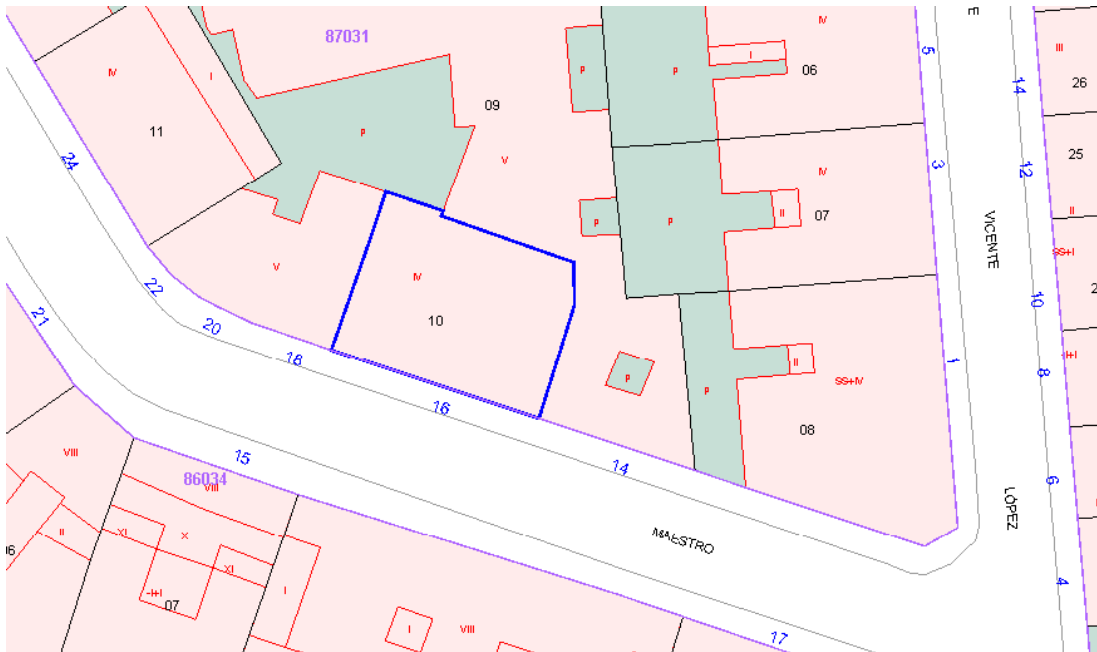 E
IV
87031
IV
I
5
III
P
P
I
06
14
26
09
11
P
V
24
3
12
25
IV
VICENTE
II
P
P
II
07
V
IV
SS+I
22
10
10
21
20
18
1
8
P
II
SS+IV
16
P
08
VIII
15
86034
VIII
14
6
LÓPEZ
II
XI
X
MAESTRO
XI
-I+I
07
I
4
I
VIII
17